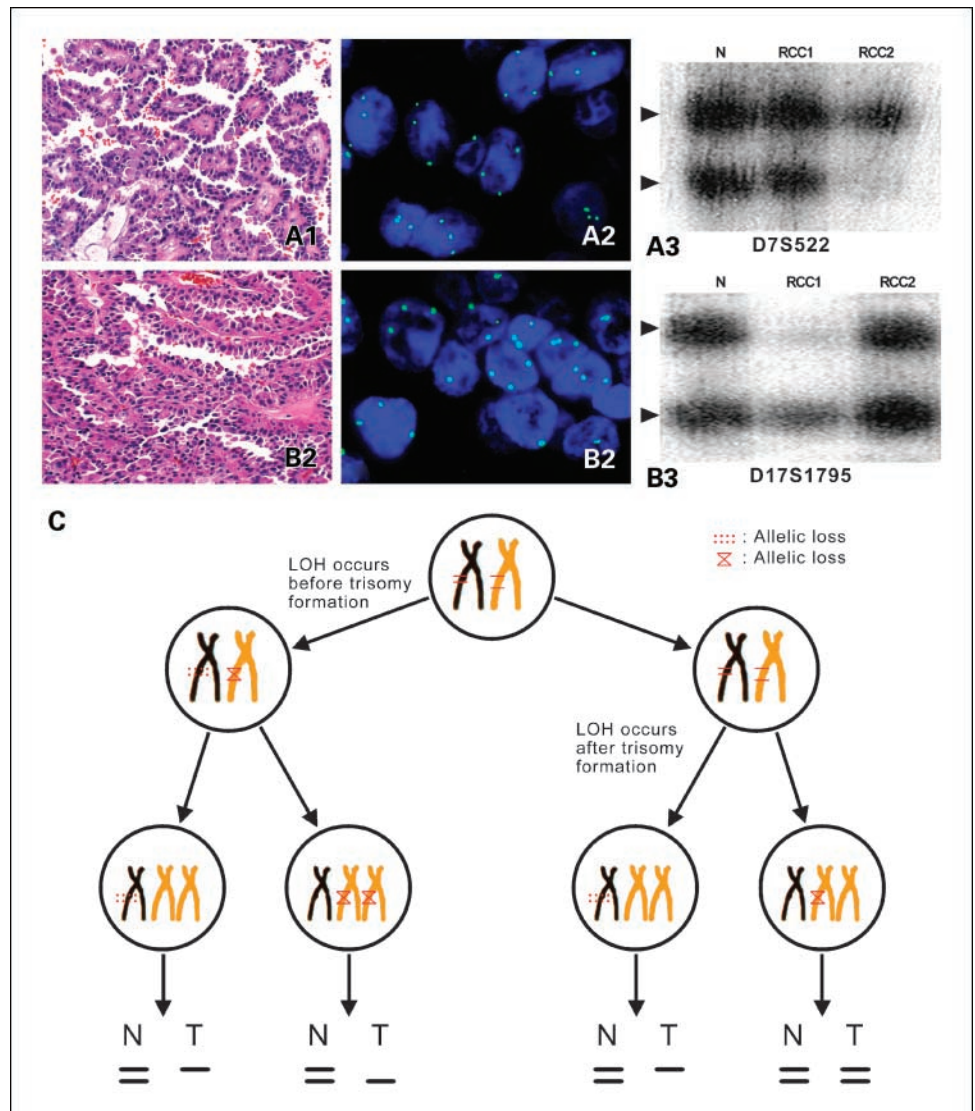 N RCC1 RCC2
A1
A2
A3
D7S522
N RCC1 RCC2
B2
B2
B3
D17S1795
C
LOH occurs
before trisomy
formation
: Allelic loss
: Allelic loss
LOH occurs
after trisomy
formation
N T N T N T N T